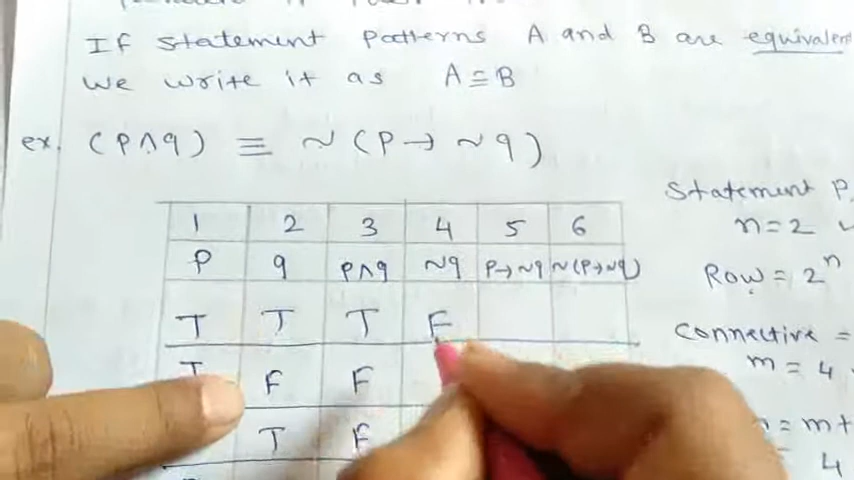 If statement patterns A and B are equivalent
we write it as A ≡ B
ex. (p∧q) ≡ ~(p→ ~q)
1 2 3 4 5 6
p q p∧q ~q p→~q ~(p→~q)
T T T F
T F F
T F
Statement P
n=2
Row = 2ⁿ
Connective =
m = 4
= m+
4